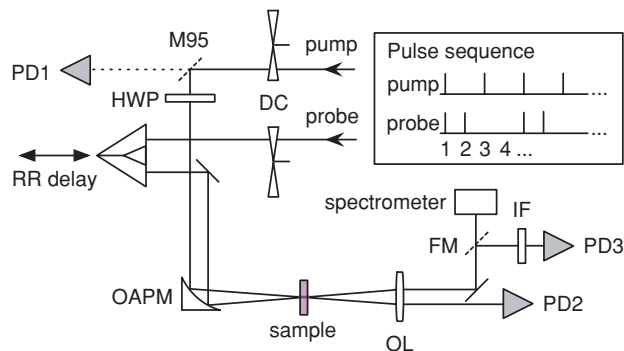 M95
pump
PD1
HWP
DC
probe
RR delay
Pulse sequence
pump
...
probe
...
1 2 3 4 ...
spectrometer
IF
FM
PD3
OAPM
sample
OL
PD2